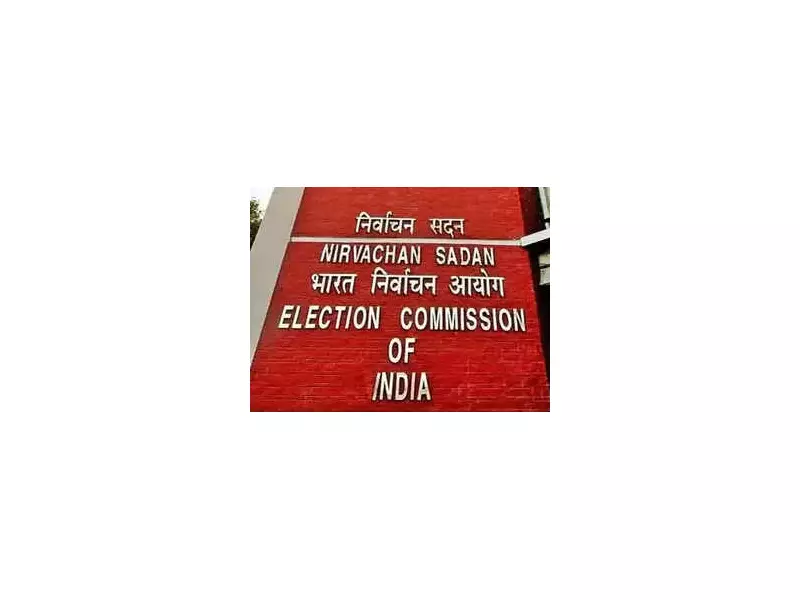 निर्वाचन सदन
NIRVACHAN SADAN
भारत निर्वाचन आयोग
ELECTION COMMISSION
OF
INDIA